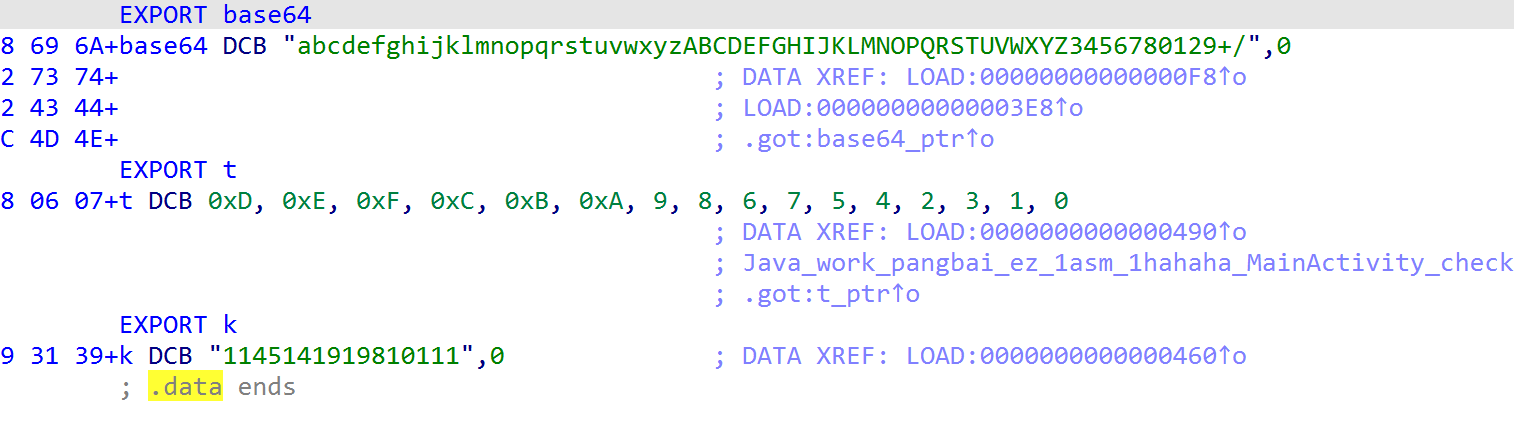 EXPORT base64
8 69 6A+base64 DCB "abcdefghijklmnopqrstuvwxyzABCDEFGHIJKLMNOPQRSTUVWXYZ3456780129+/",0
2 73 74+ ; DATA XREF: LOAD:00000000000000F8↑o
2 43 44+ ; LOAD:00000000000003E8↑o
C 4D 4E+ ; .got:base64_ptr↑o
EXPORT t
8 06 07+t DCB 0xD, 0xE, 0xF, 0xC, 0xB, 0xA, 9, 8, 6, 7, 5, 4, 2, 3, 1, 0
; DATA XREF: LOAD:0000000000000490↑o
; Java_work_pangbai_ez_1asm_1hahaha_MainActivity_check
; .got:t_ptr↑o
EXPORT k
9 31 39+k DCB "1145141919810111",0 ; DATA XREF: LOAD:0000000000000460↑o
; .data ends